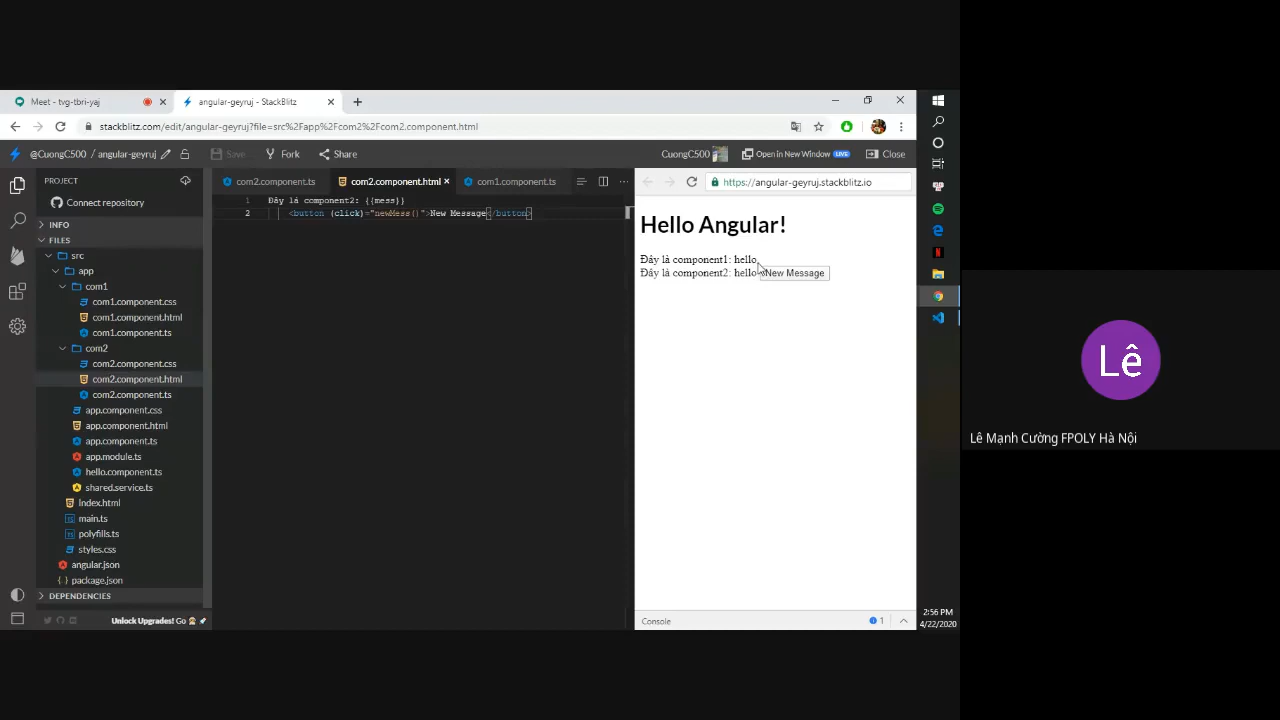 Meet - tvg-tbri-yaj
angular-geyruj - StackBlitz
stackblitz.com/edit/angular-geyruj?file=src%2Fapp%2Fcom2%2Fcom2.component.html
@CuongC500 / angular-geyruj
Save
Fork
Share
CuongC500
Open in New Window LIVE
Close
PROJECT
Connect repository
INFO
FILES
src
app
com1
com1.component.css
com1.component.html
com1.component.ts
com2
com2.component.css
com2.component.html
com2.component.ts
app.component.css
app.component.html
app.component.ts
app.module.ts
hello.component.ts
shared.service.ts
index.html
main.ts
polyfills.ts
styles.css
angular.json
package.json
DEPENDENCIES
Unlock Upgrades! Go
com2.component.ts
com2.component.html
com1.component.ts
1 Đây là component2: {{mess}}
2 <button (click)="newMess()">New Message</button>
https://angular-geyruj.stackblitz.io
Hello Angular!
Đây là component1: hello
Đây là component2: hello New Message
Console
1
2:56 PM
4/22/2020
Lê
Lê Mạnh Cường FPOLY Hà Nội